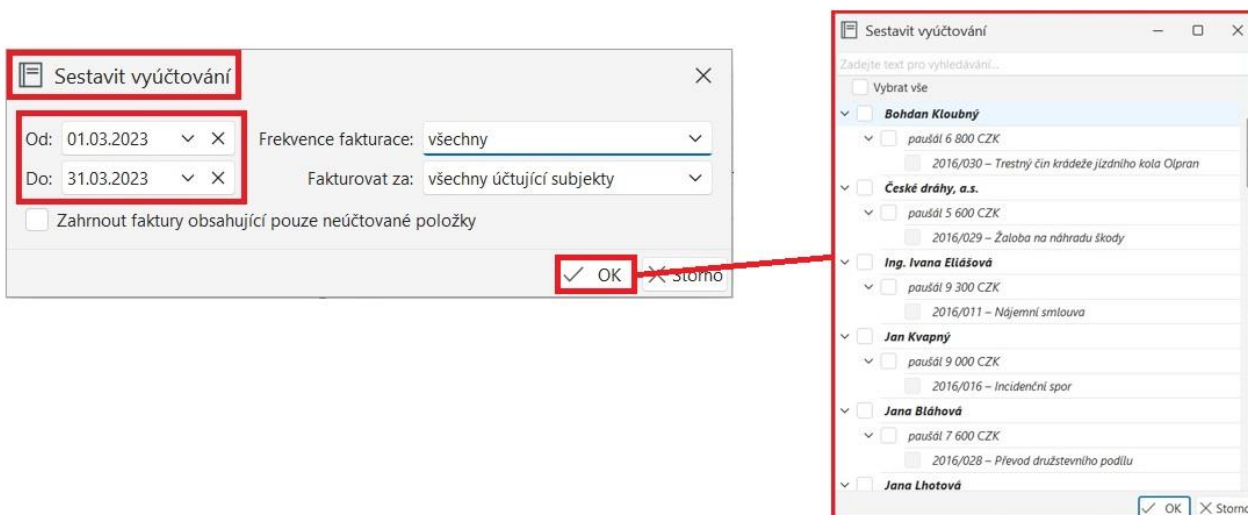 Sestavit vyúčtování
Od: 01.03.2023 Frekvence fakturace: všechny
Do: 31.03.2023 Fakturovat za: všechny účtující subjekty
Zahrnout faktury obsahující pouze neúčtované položky
OK Storno
Sestavit vyúčtování
Zadejte text pro vyhledávání...
Vybrat vše
Bohdan Kloubný
paušál 6 800 CZK
2016/030 – Trestný čin krádeže jízdního kola Olpran
České dráhy, a.s.
paušál 5 600 CZK
2016/029 – Žaloba na náhradu škody
Ing. Ivana Eliášová
paušál 9 300 CZK
2016/011 – Nájemní smlouva
Jan Kvapný
paušál 9 000 CZK
2016/016 – Incidenční spor
Jana Bláhová
paušál 7 600 CZK
2016/028 – Převod družstevního podílu
Jana Lhotová
OK Storno